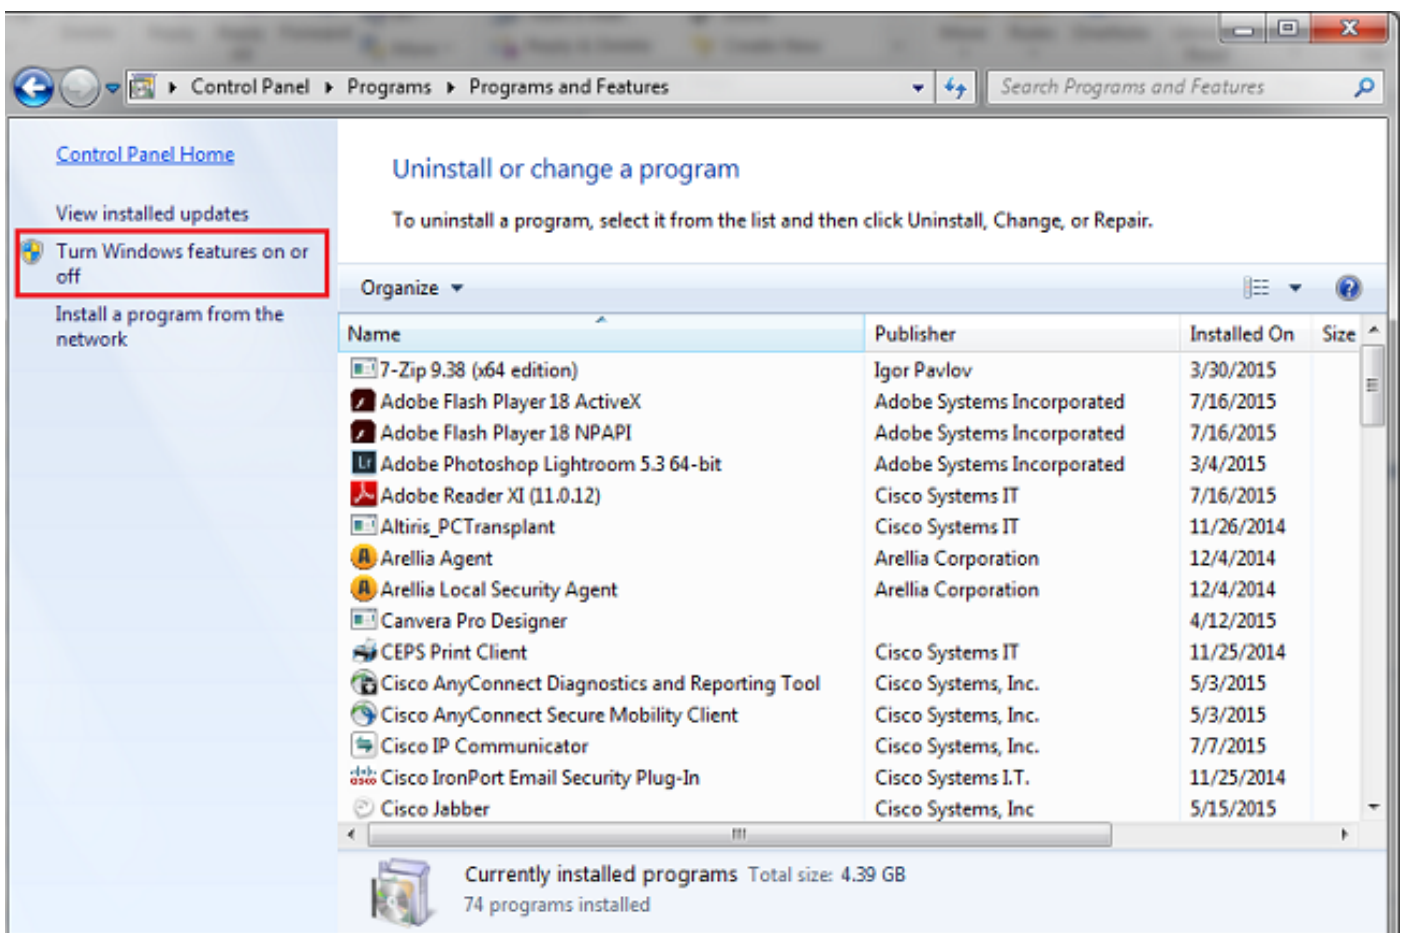 Control Panel Programs Programs and Features
Search Programs and Features
Control Panel Home
View installed updates
Turn Windows features on or
off
Install a program from the
network
Uninstall or change a program
To uninstall a program, select it from the list and then click Uninstall, Change, or Repair.
Organize
Name Publisher Installed On Size
7-Zip 9.38 (x64 edition) Igor Pavlov 3/30/2015
Adobe Flash Player 18 ActiveX Adobe Systems Incorporated 7/16/2015
Adobe Flash Player 18 NPAPI Adobe Systems Incorporated 7/16/2015
Lr Adobe Photoshop Lightroom 5.3 64-bit Adobe Systems Incorporated 3/4/2015
Adobe Reader XI (11.0.12) Cisco Systems IT 7/16/2015
Altiris_PCTransplant Cisco Systems IT 11/26/2014
Arellia Agent Arellia Corporation 12/4/2014
Arellia Local Security Agent Arellia Corporation 12/4/2014
Canvera Pro Designer 4/12/2015
CEPS Print Client Cisco Systems IT 11/25/2014
Cisco AnyConnect Diagnostics and Reporting Tool Cisco Systems, Inc. 5/3/2015
Cisco AnyConnect Secure Mobility Client Cisco Systems, Inc. 5/3/2015
Cisco IP Communicator Cisco Systems, Inc. 7/7/2015
cisco Cisco IronPort Email Security Plug-In Cisco Systems I.T. 11/25/2014
Cisco Jabber Cisco Systems, Inc 5/15/2015
Currently installed programs Total size: 4.39 GB
74 programs installed